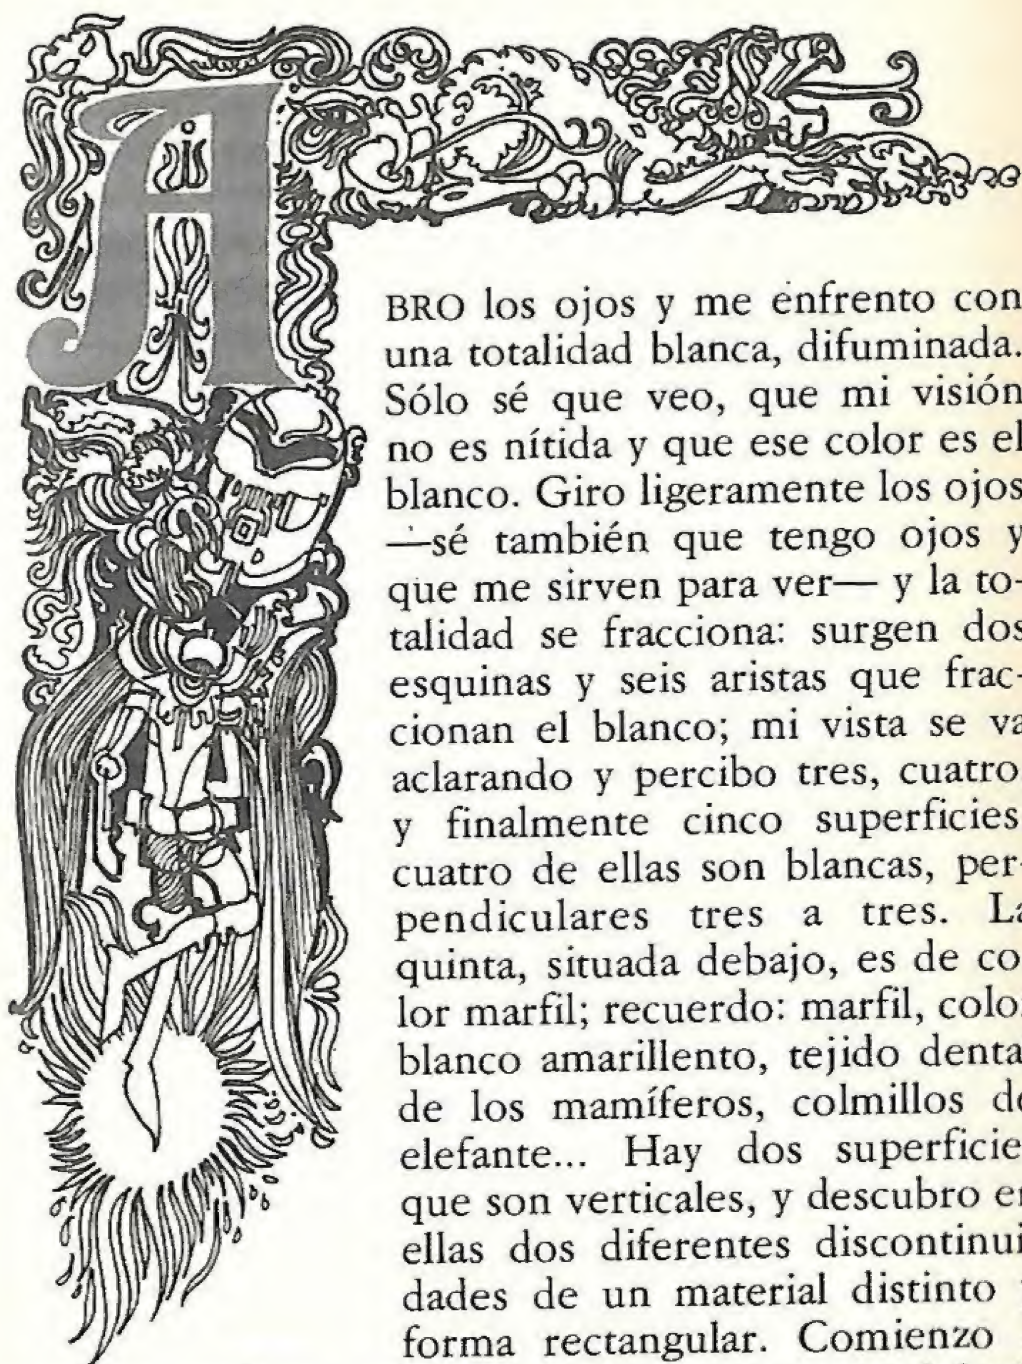 A
BRO los ojos y me enfrento con
una totalidad blanca, difuminada.
Sólo sé que veo, que mi visión
no es nítida y que ese color es el
blanco. Giro ligeramente los ojos
—sé también que tengo ojos y
que me sirven para ver— y la to-
talidad se fracciona: surgen dos
esquinas y seis aristas que frac-
cionan el blanco; mi vista se va
aclarando y percibo tres, cuatro
y finalmente cinco superficies
cuatro de ellas son blancas, per-
pendiculares tres a tres. La
quinta, situada debajo, es de co
lor marfil; recuerdo: marfil, colo
blanco amarillento, tejido denta
de los mamíferos, colmillos de
elefante... Hay dos superficie
que son verticales, y descubro en
ellas dos diferentes discontinui
dades de un material distinto
forma rectangular. Comienzo